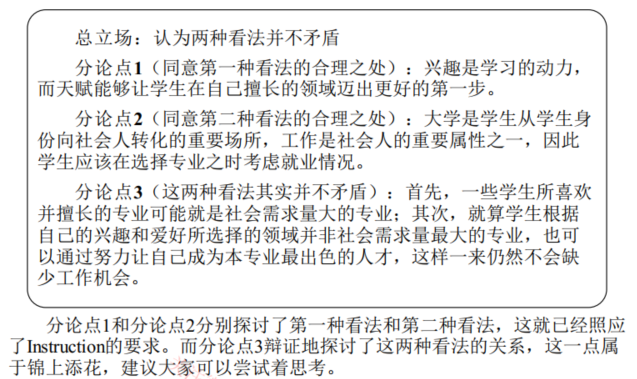 总立场：认为两种看法并不矛盾
分论点1（同意第一种看法的合理之处）：兴趣是学习的动力，
而天赋能够让学生在自己擅长的领域迈出更好的第一步。
分论点2（同意第二种看法的合理之处）：大学是学生从学生身
份向社会人转化的重要场所，工作是社会人的重要属性之一，因此
学生应该在选择专业之时考虑就业情况。
分论点3（这两种看法其实并不矛盾）：首先，一些学生所喜欢
并擅长的专业可能就是社会需求量大的专业；其次，就算学生根据
自己的兴趣和爱好所选择的领域并非社会需求量最大的专业，也可
以通过努力让自己成为本专业最出色的人才，这样一来仍然不会缺
少工作机会。
分论点1和分论点2分别探讨了第一种看法和第二种看法，这就已经照应
了Instruction的要求。而分论点3辩证地探讨了这两种看法的关系，这一点属
于锦上添花，建议大家可以尝试着思考。